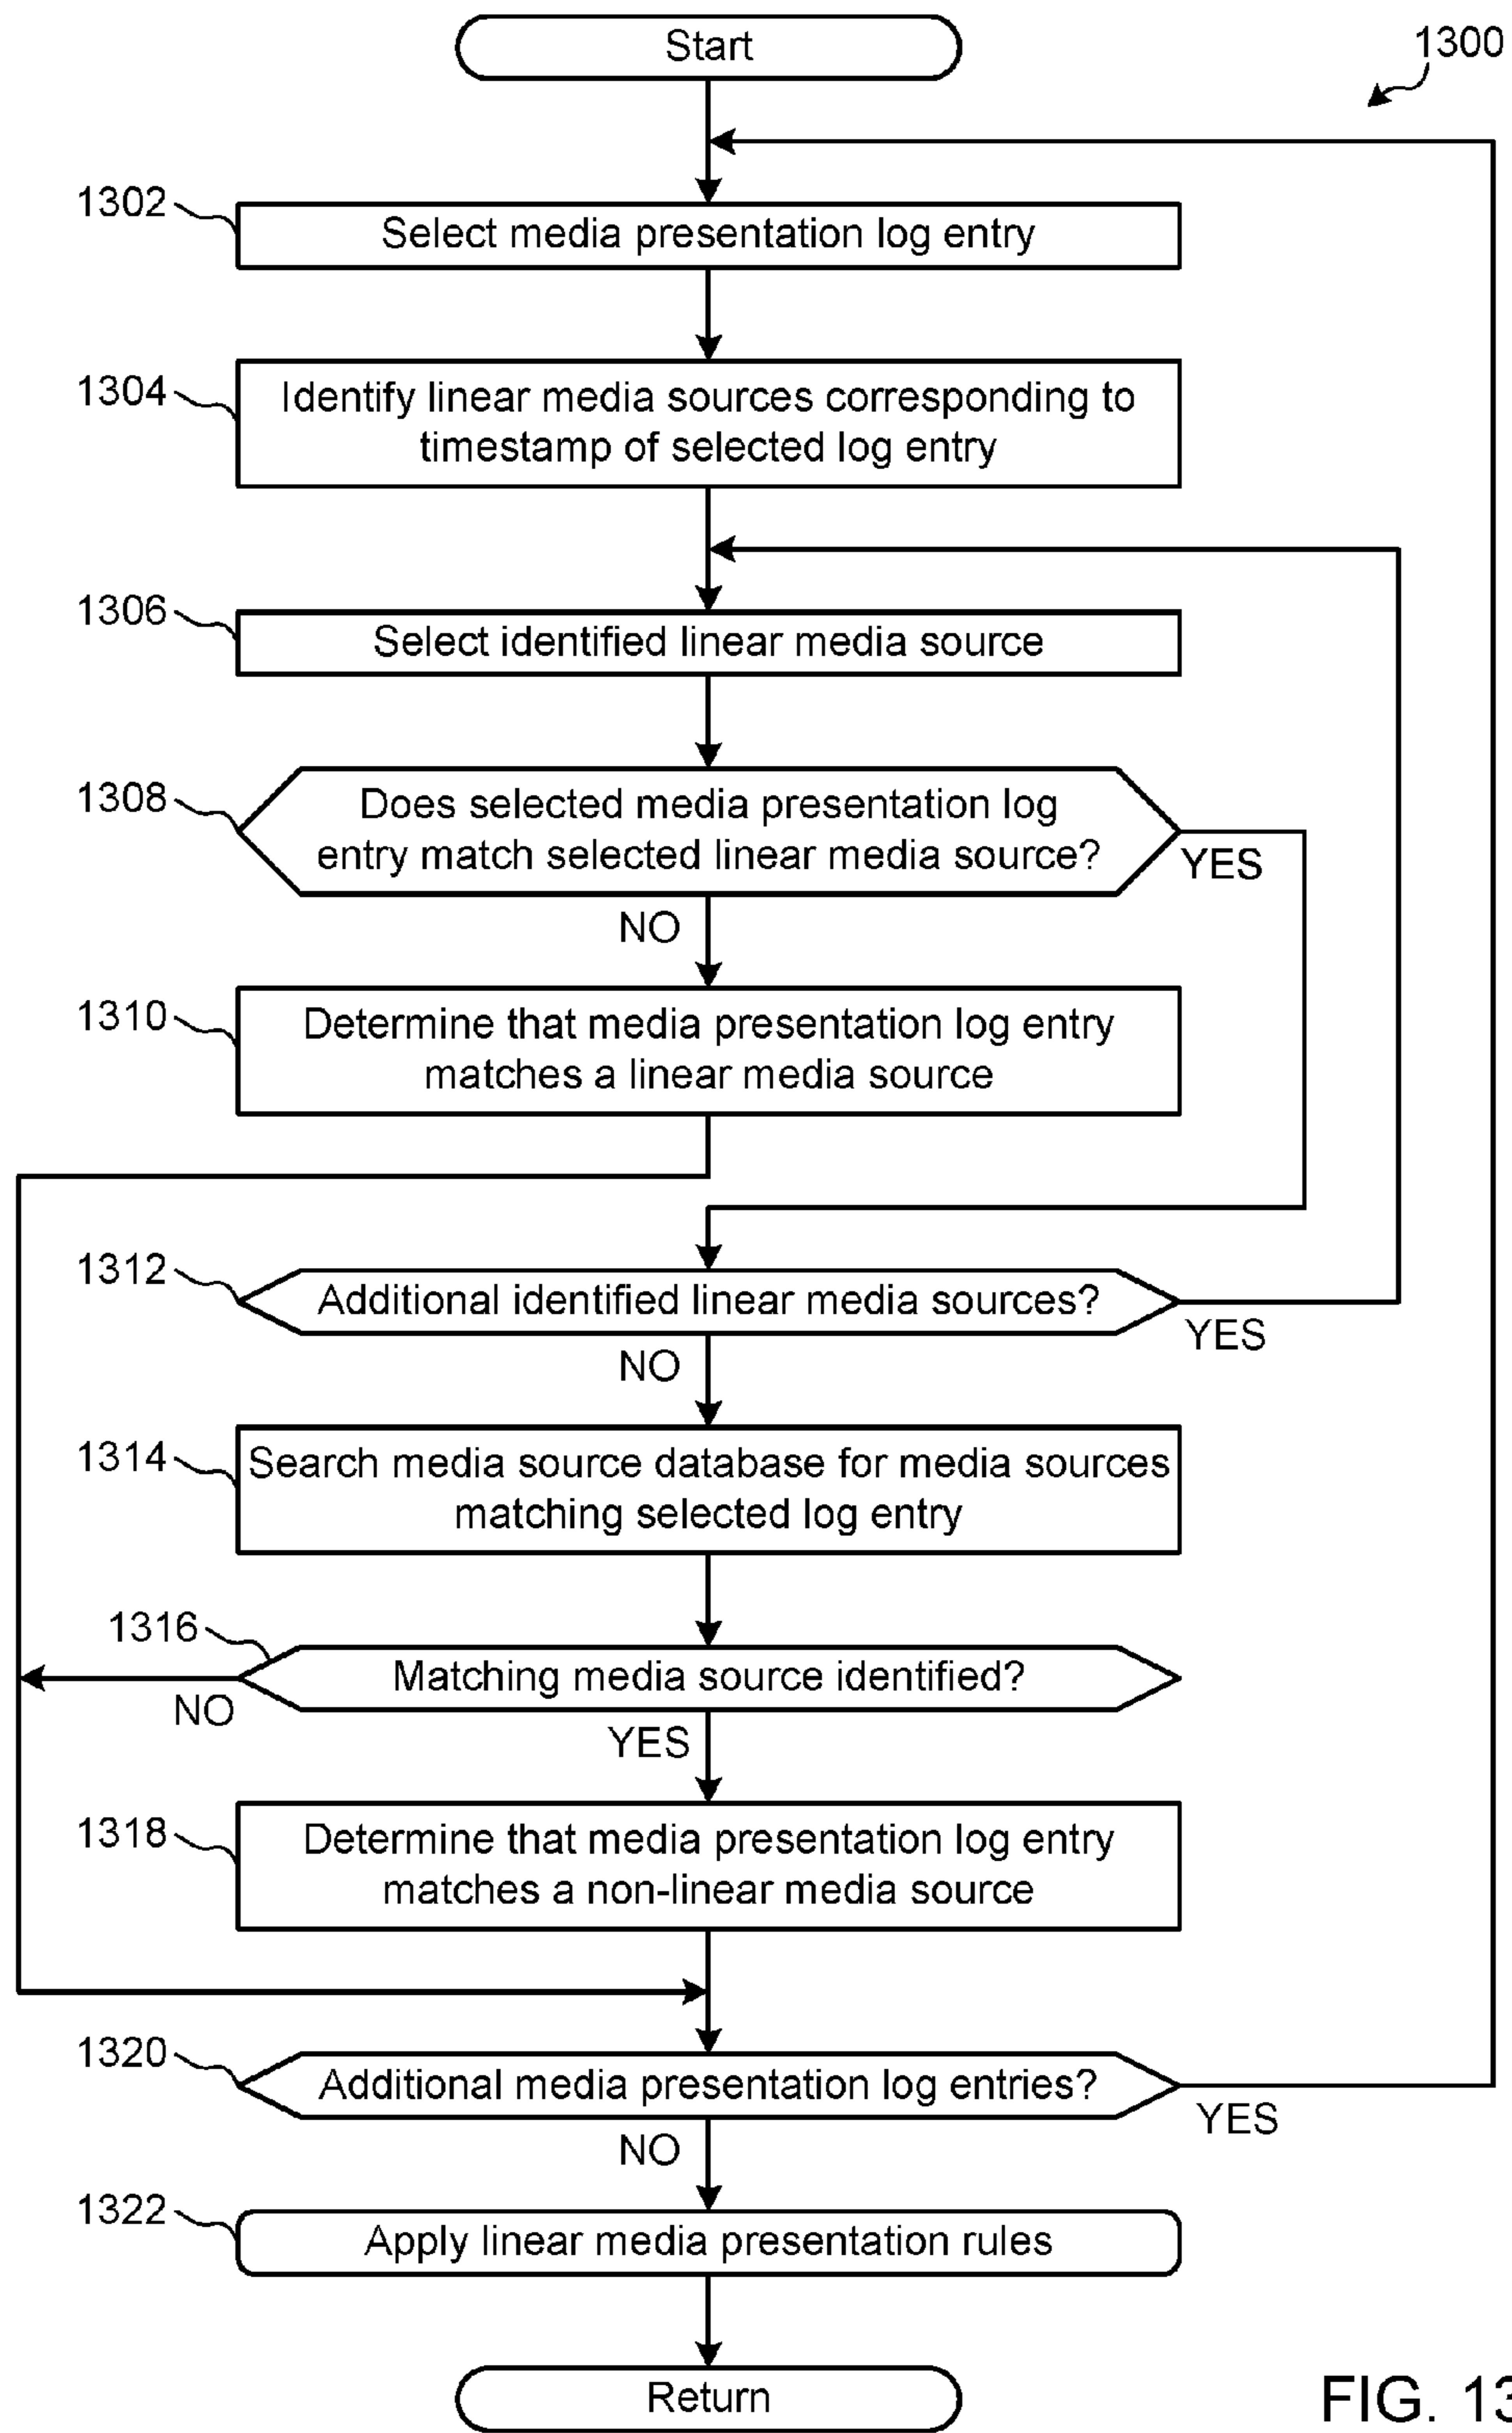 Start
1300
1302
Select media presentation log entry
1304
Identify linear media sources corresponding to
timestamp of selected log entry
1306
Select identified linear media source
1308
Does selected media presentation log
entry match selected linear media source?
YES
NO
1310
Determine that media presentation log entry
matches a linear media source
1312
Additional identified linear media sources?
YES
NO
1314
Search media source database for media sources
matching selected log entry
1316
Matching media source identified?
NO
YES
1318
Determine that media presentation log entry
matches a non-linear media source
1320
Additional media presentation log entries?
YES
NO
1322
Apply linear media presentation rules
Return
FIG. 13